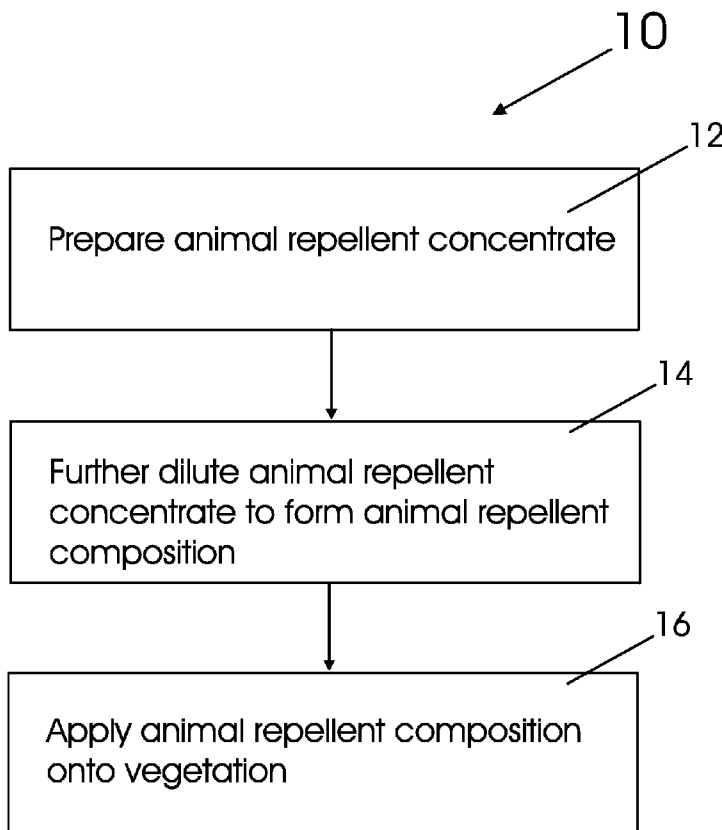 10
12
Prepare animal repellent concentrate
14
Further dilute animal repellent
concentrate to form animal repellent
composition
16
Apply animal repellent composition
onto vegetation